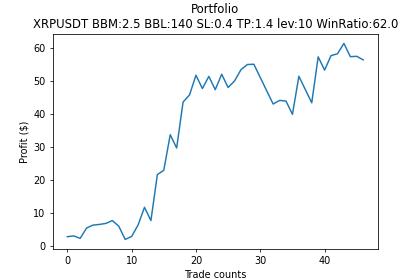 Portfolio
XRPUSDT BBM:2.5 BBL:140 SL:0.4 TP:1.4 lev:10 WinRatio:62.0
60
50
40
30
20
10
0
Profit ($)
0 10 20 30 40
Trade counts